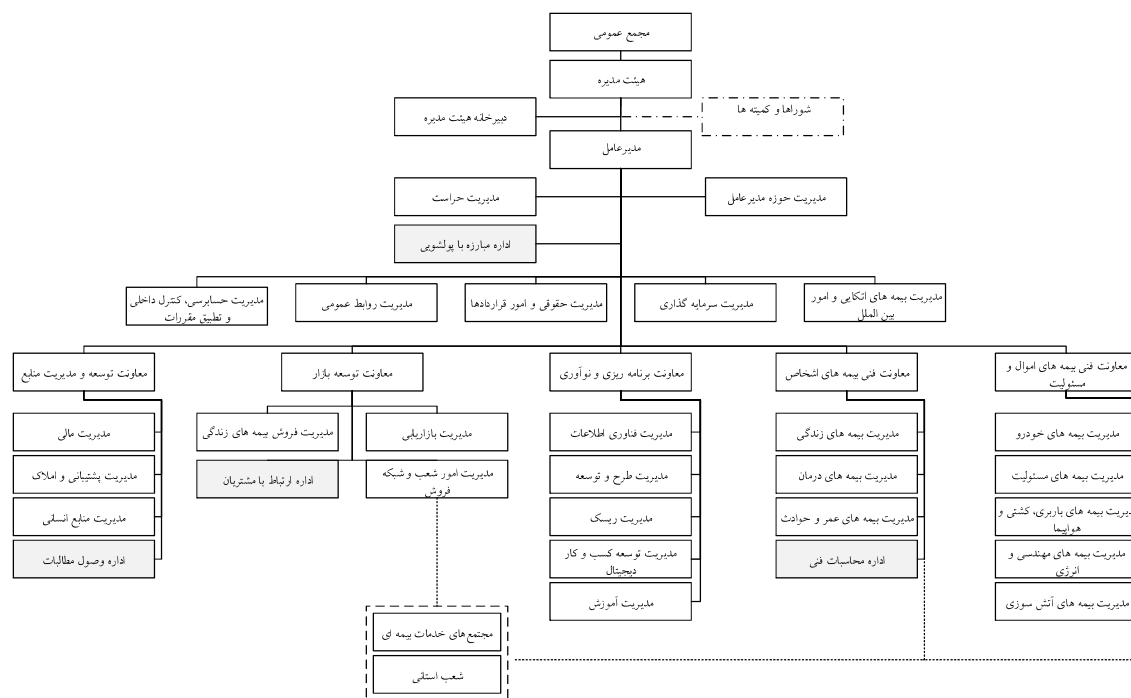 مجمع عمومی
هیئت مدیره
شوراها و کمیته ها
دبیرخانه هیئت مدیره
مدیرعامل
مدیریت حوزه مدیرعامل
مدیریت حراست
اداره مبارزه با پولشویی
مدیریت بیمه های اتکایی و امور
بین الملل
مدیریت سرمایه گذاری
مدیریت حقوقی و امور قراردادها
مدیریت روابط عمومی
مدیریت حسابرسی، کنترل داخلی
و تطبیق مقررات
معاونت فنی بیمه های اموال و
مسئولیت
معاونت فنی بیمه های اشخاص
معاونت برنامه ریزی و نوآوری
معاونت توسعه بازار
معاونت توسعه و مدیریت منابع
مدیریت بیمه های خودرو
مدیریت بیمه های مسئولیت
مدیریت بیمه های باربری، کشتی و
هواپیما
مدیریت بیمه های مهندسی و
انرژی
مدیریت بیمه های آتش سوزی
مدیریت بیمه های زندگی
مدیریت بیمه های درمان
مدیریت بیمه های عمر و حوادث
اداره محاسبات فنی
مدیریت فناوری اطلاعات
مدیریت طرح و توسعه
مدیریت ریسک
مدیریت توسعه کسب و کار
دیجیتال
مدیریت آموزش
مدیریت بازاریابی
مدیریت فروش بیمه های زندگی
مدیریت امور شعب و شبکه
فروش
اداره ارتباط با مشتریان
مدیریت مالی
مدیریت پشتیبانی و املاک
مدیریت منابع انسانی
اداره وصول مطالبات
مجتمع های خدمات بیمه ای
شعب استانی